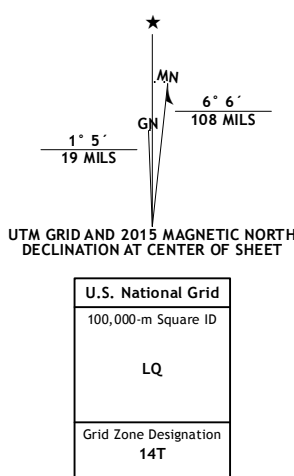 ★
MN
GN
6° 6´
108 MILS
1° 5´
19 MILS
UTM GRID AND 2015 MAGNETIC NORTH
DECLINATION AT CENTER OF SHEET
U.S. National Grid
100,000-m Square ID
LQ
Grid Zone Designation
14T